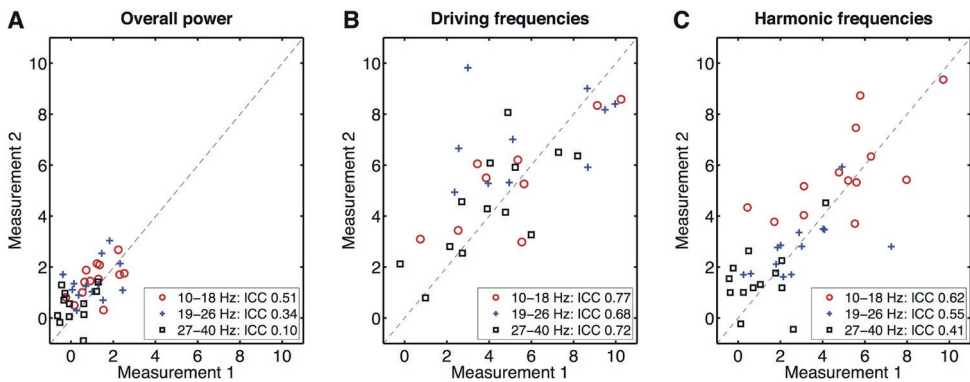 A Overall power
Measurement 2
10
8
6
4
2
0
0 2 4 6 8 10
Measurement 1
10–18 Hz: ICC 0.51
19–26 Hz: ICC 0.34
27–40 Hz: ICC 0.10
B Driving frequencies
Measurement 2
10
8
6
4
2
0
0 2 4 6 8 10
Measurement 1
10–18 Hz: ICC 0.77
19–26 Hz: ICC 0.68
27–40 Hz: ICC 0.72
C Harmonic frequencies
Measurement 2
10
8
6
4
2
0
0 2 4 6 8 10
Measurement 1
10–18 Hz: ICC 0.62
19–26 Hz: ICC 0.55
27–40 Hz: ICC 0.41